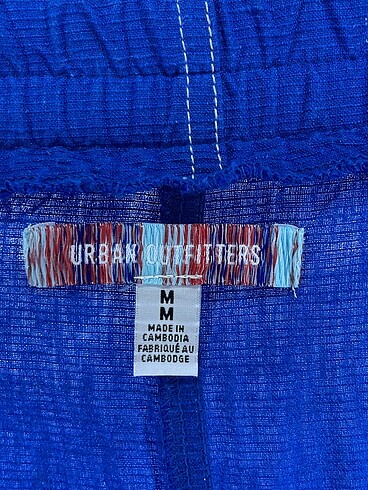 URBAN OUTFITTERS
M
M
MADE IN
CAMBODIA
FABRIQUÉ AU
CAMBODGE